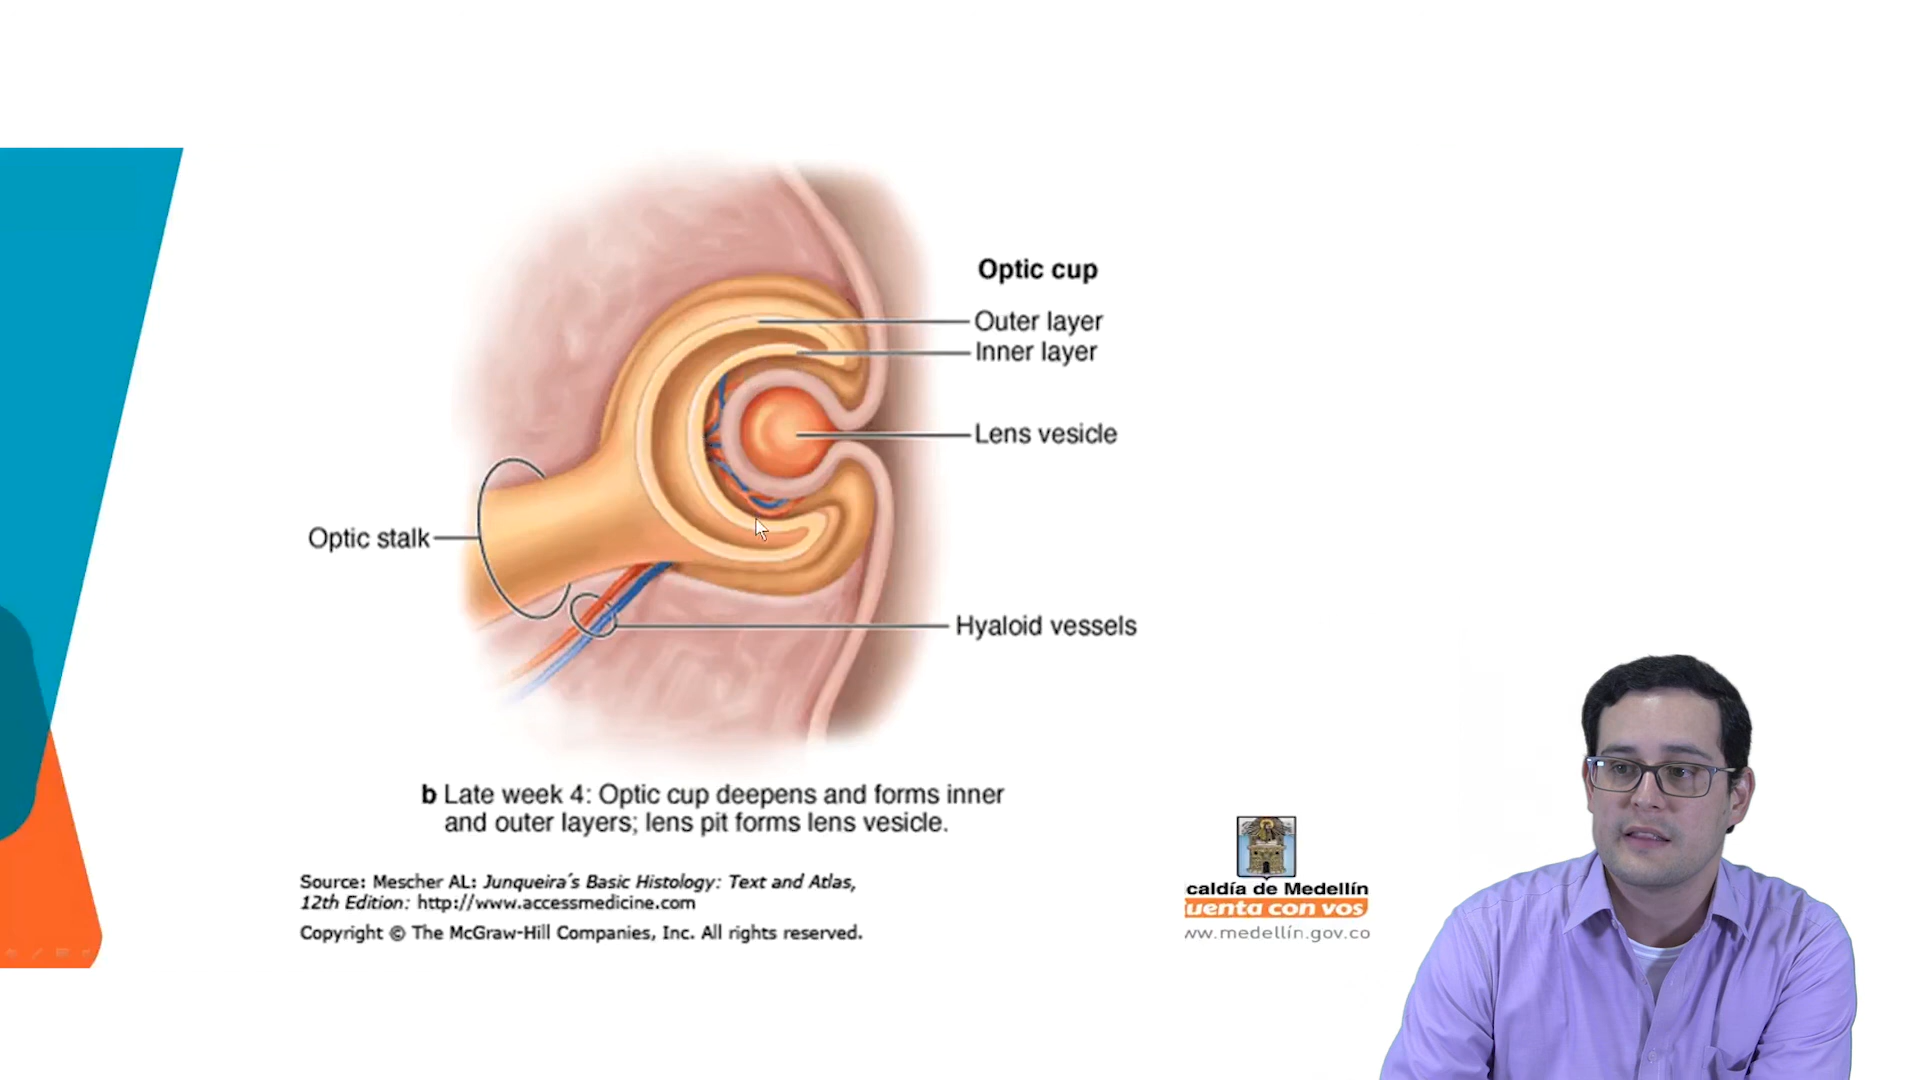 Optic cup
Outer layer
Inner layer
Lens vesicle
Optic stalk
Hyaloid vessels
b Late week 4: Optic cup deepens and forms inner
and outer layers; lens pit forms lens vesicle.
Source: Mescher AL: Junqueira´s Basic Histology: Text and Atlas,
12th Edition: http://www.accessmedicine.com
Copyright © The McGraw-Hill Companies, Inc. All rights reserved.
caldía de Medellín
uenta con vos
ww.medellín.gov.co